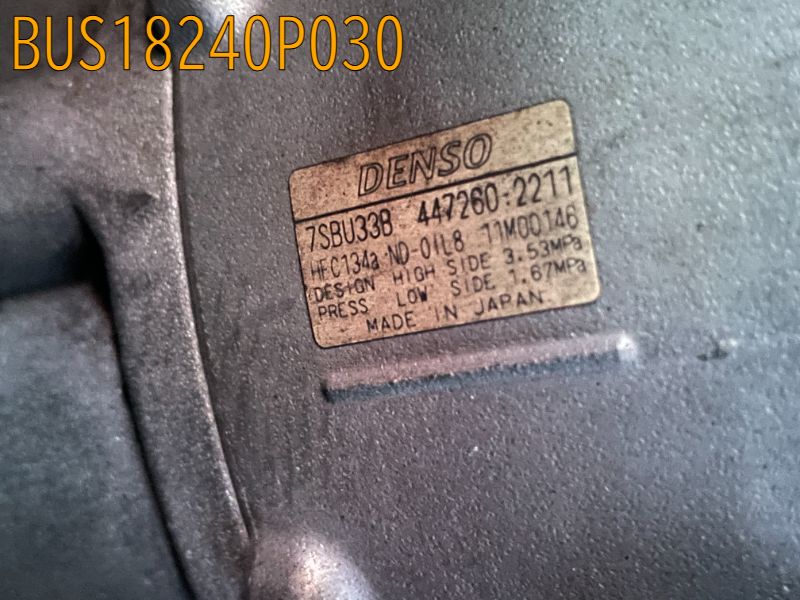 BUS18240P030
DENSO
7SBU33B 447260-2211
HFC134a ND-OIL8 11M00146
DESIGN HIGH SIDE 3.53MPa
PRESS LOW SIDE 1.67MPa
MADE IN JAPAN